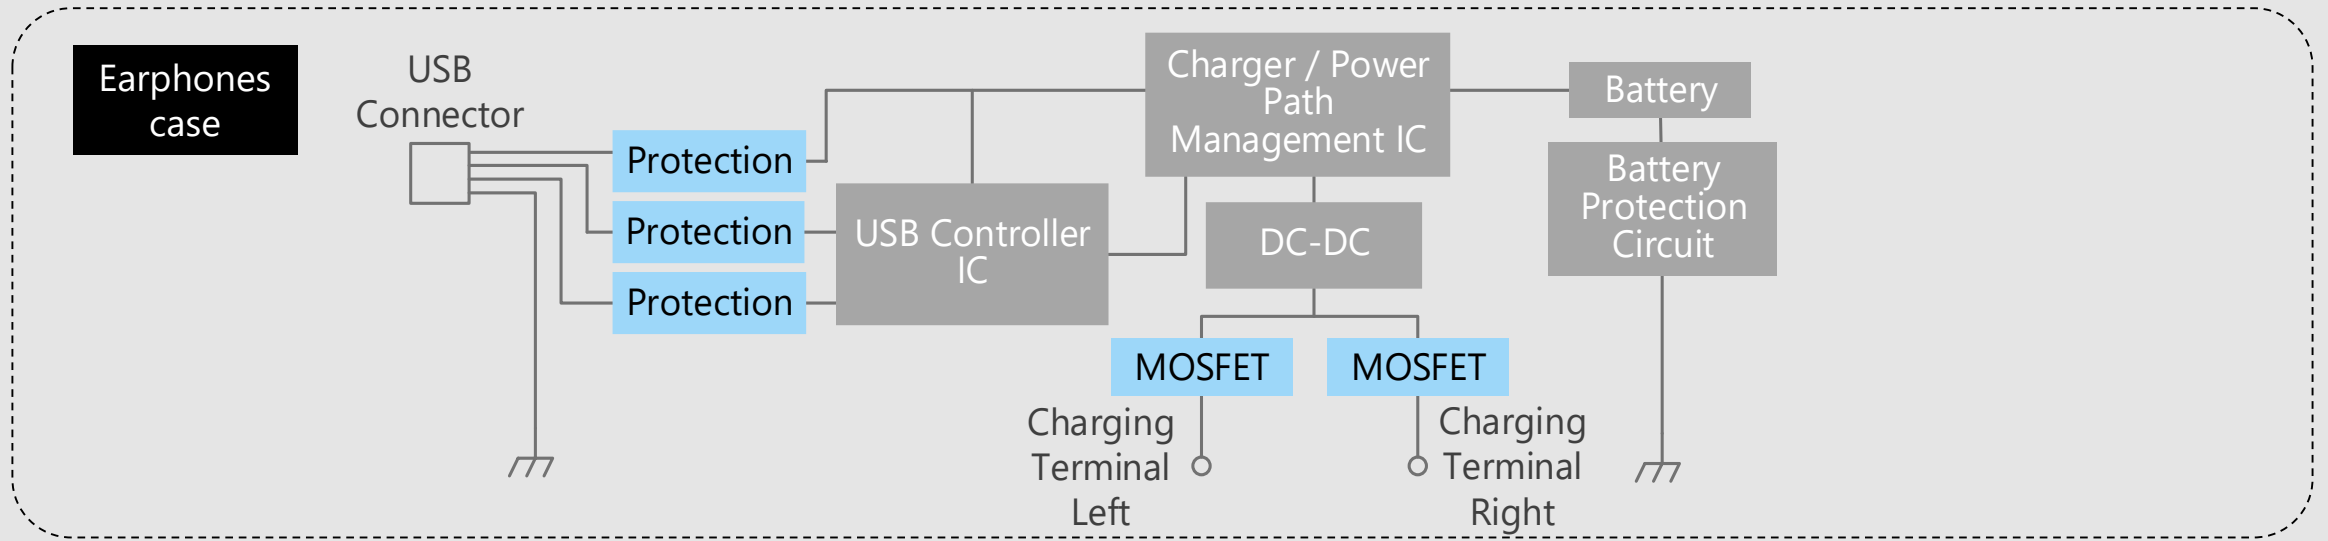 Earphones
case
USB
Connector
Protection
Protection
Protection
USB Controller
IC
Charger / Power
Path
Management IC
DC-DC
MOSFET
MOSFET
Charging
Terminal
Left
Charging
Terminal
Right
Battery
Battery
Protection
Circuit